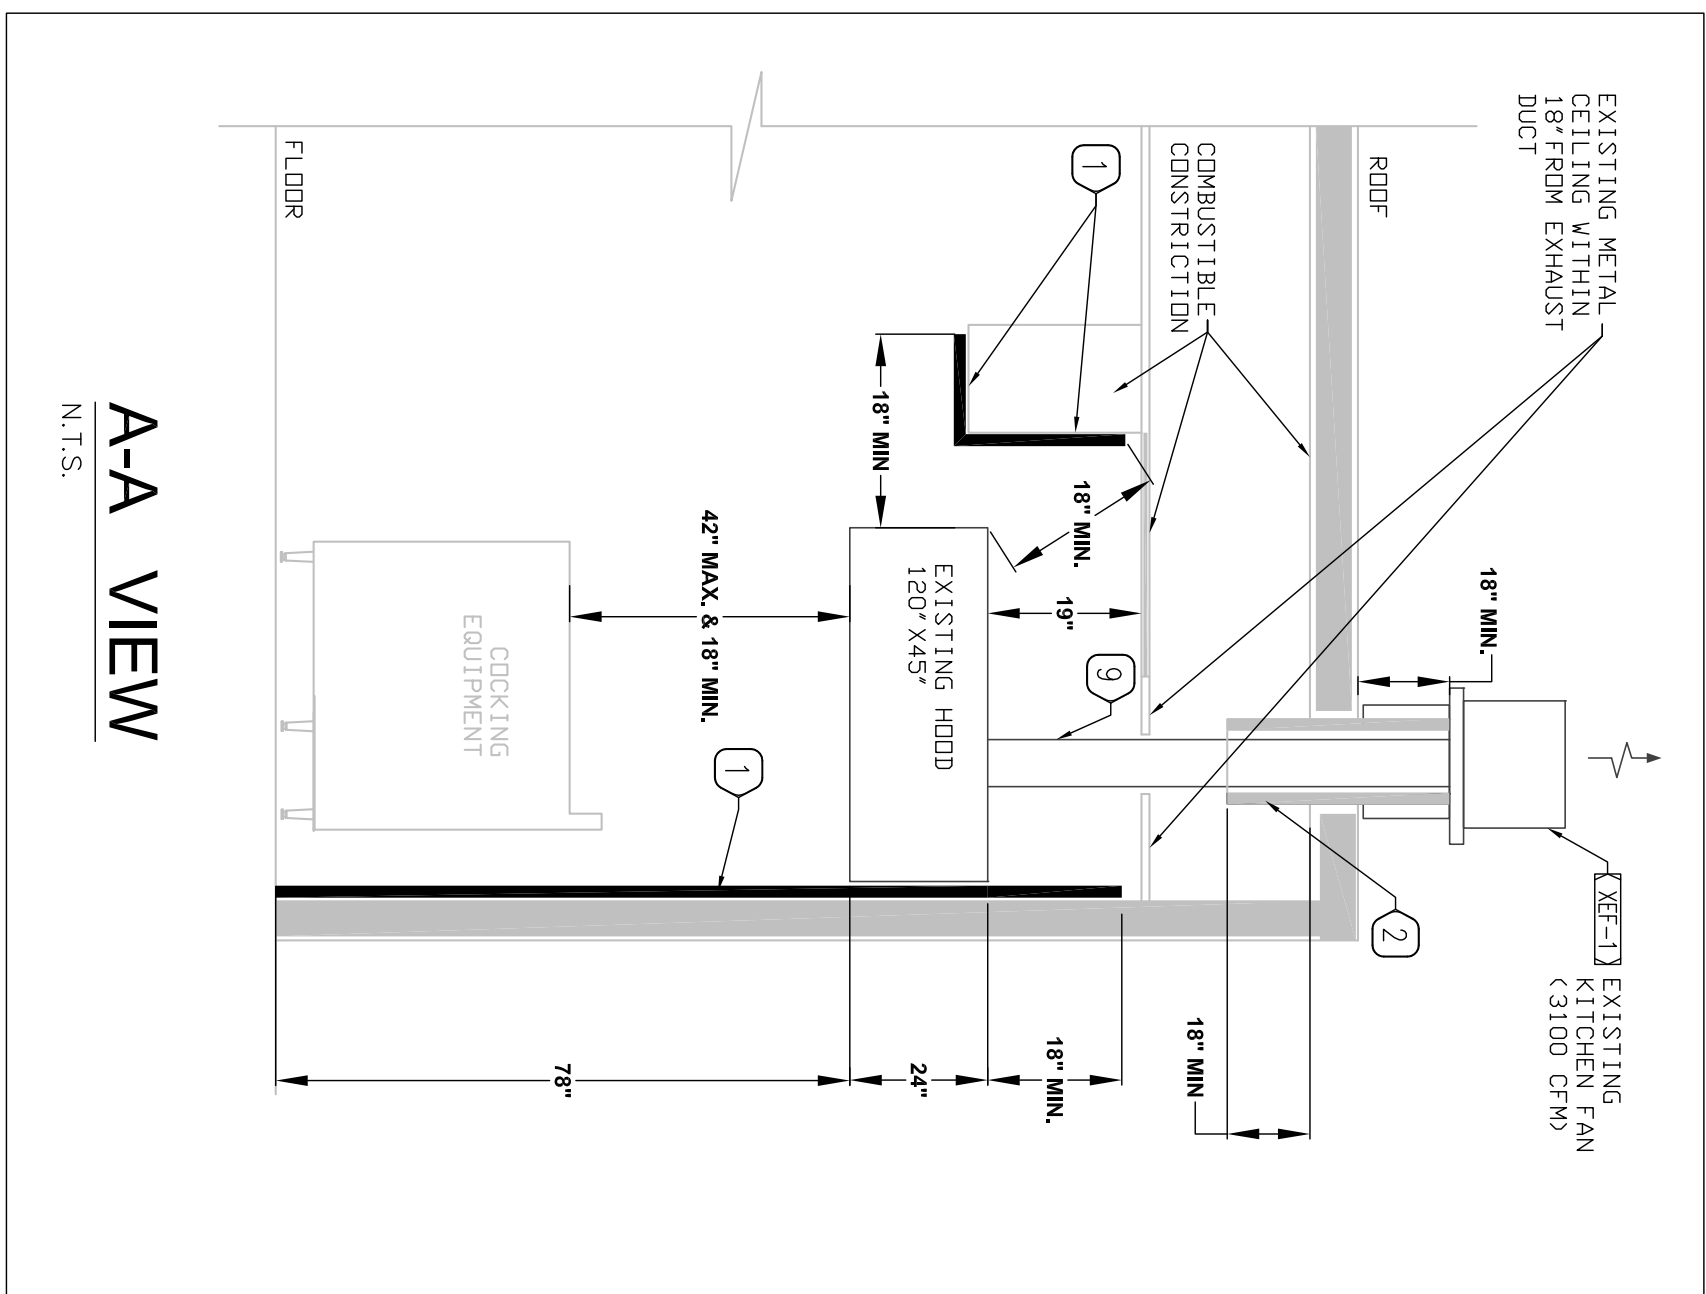 EXISTING METAL
CEILING WITHIN
18" FROM EXHAUST
DUCT
ROOF
COMBUSTIBLE
CONSTRICTION
1
18" MIN.
XEF-1
EXISTING
KITCHEN FAN
(3100 CFM)
2
18" MIN
9
19"
18" MIN.
18" MIN
EXISTING HOOD
120" X45"
18" MIN.
24"
78"
42" MAX. & 18" MIN.
1
COCKING
EQUIPMENT
FLOOR
A-A VIEW
N.T.S.